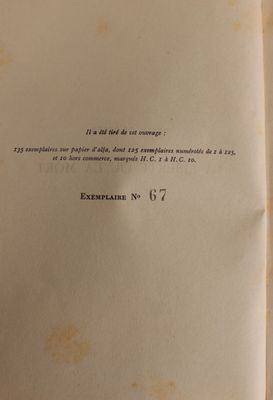 Il a été tiré de cet ouvrage :
135 exemplaires sur papier d'alfa, dont 125 exemplaires numérotés de 1 à 125,
et 10 hors commerce, marqués H. C. 1 à H. C. 10.
EXEMPLAIRE Nº 67